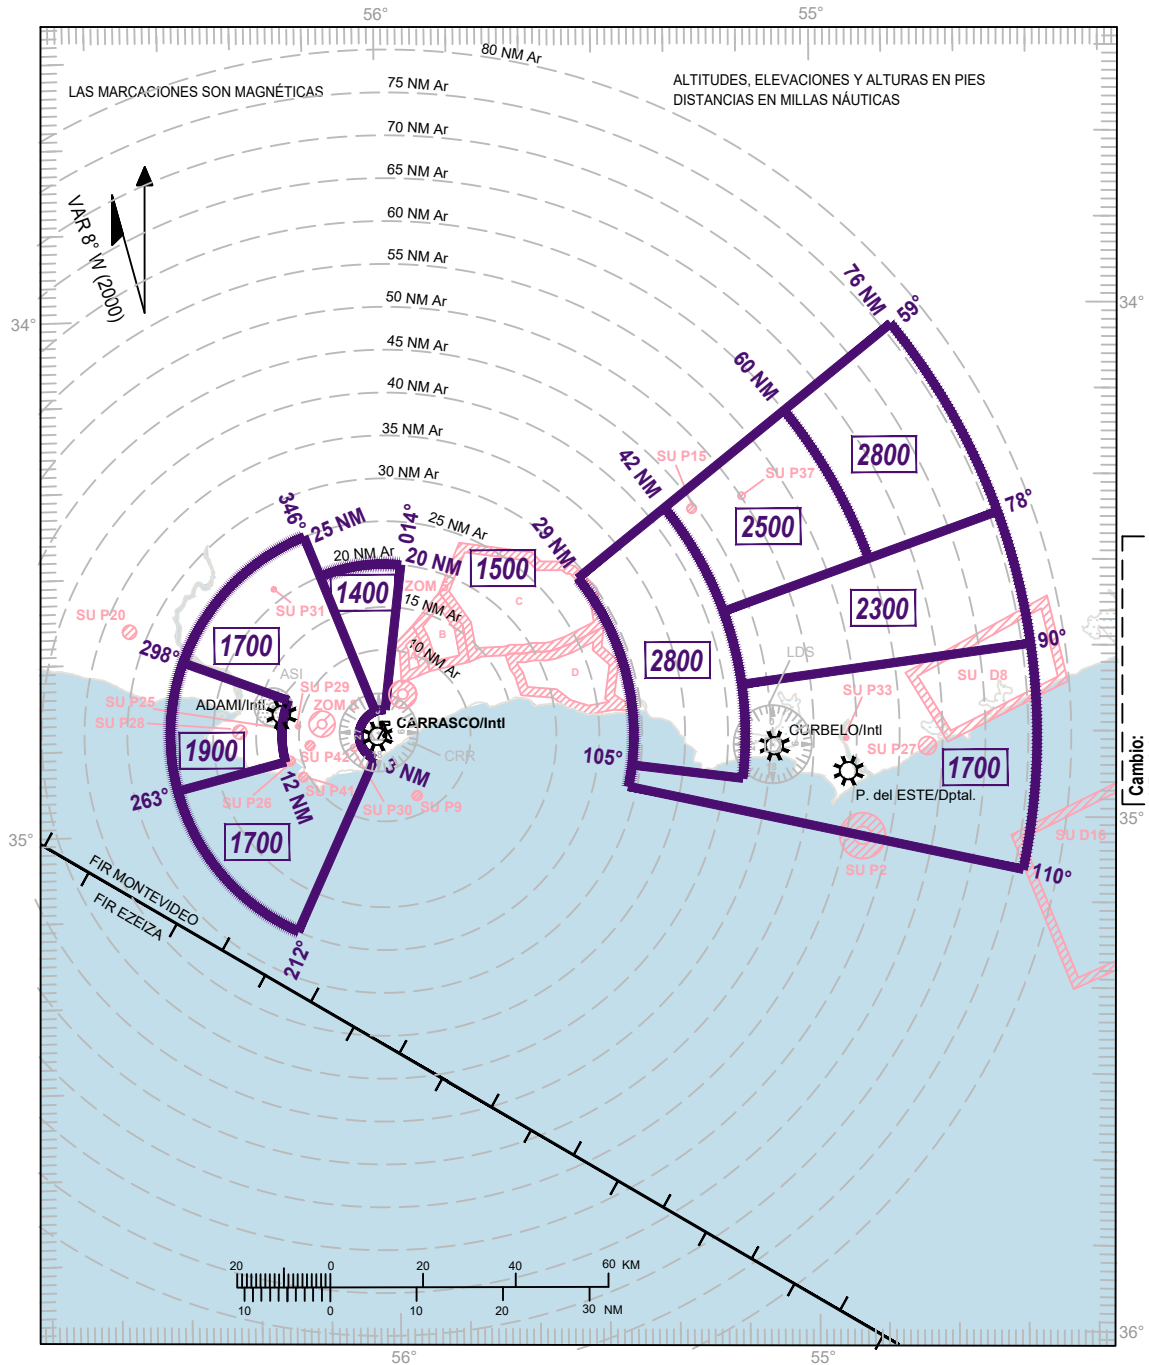 56°
55°
80 NM Ar
LAS MARCACIONES SON MAGNÉTICAS
ALTITUDES, ELEVACIONES Y ALTURAS EN PIES
DISTANCIAS EN MILLAS NÁUTICAS
75 NM Ar
70 NM Ar
65 NM Ar
60 NM Ar
55 NM Ar
50 NM Ar
45 NM Ar
40 NM Ar
35 NM Ar
30 NM Ar
25 NM Ar
20 NM Ar
15 NM Ar
10 NM Ar
VAR 8° W (2000)
34°
34°
76 NM
59°
60 NM
42 NM
29 NM
SU P15
SU P37
2800
2500
78°
2300
2800
90°
346°
25 NM
014°
20 NM
1400
1500
ZOM
C
B
D
SU P31
SU P20
1700
298°
ASI
SU P29
ZOM
SU P25
ADAMI/Intl.
SU P28
CARRASCO/Intl
1900
SU P42
CRR
3 NM
263°
SU P26
12 NM
SU P41
SU P30
SU P9
1700
212°
LDS
SU P33
SU D8
CURBELO/Intl
SU P27
105°
1700
P. del ESTE/Dptal.
SU P2
SU D16
110°
Cambio:
35°
35°
FIR MONTEVIDEO
FIR EZEIZA
20 0 20 40 60 KM
10 0 10 20 30 NM
36°
56°
55°